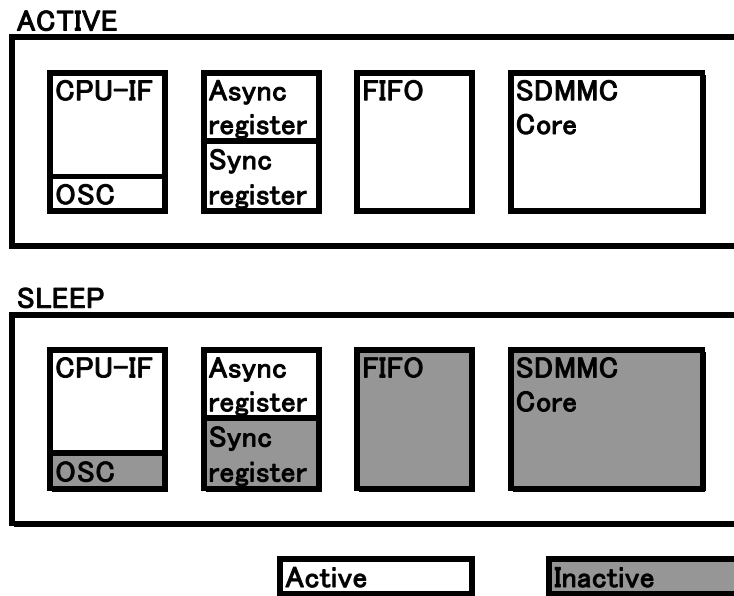 ACTIVE
CPU-IF
OSC
Async
register
Sync
register
FIFO
SDMMC
Core
SLEEP
CPU-IF
OSC
Async
register
Sync
register
FIFO
SDMMC
Core
Active
Inactive